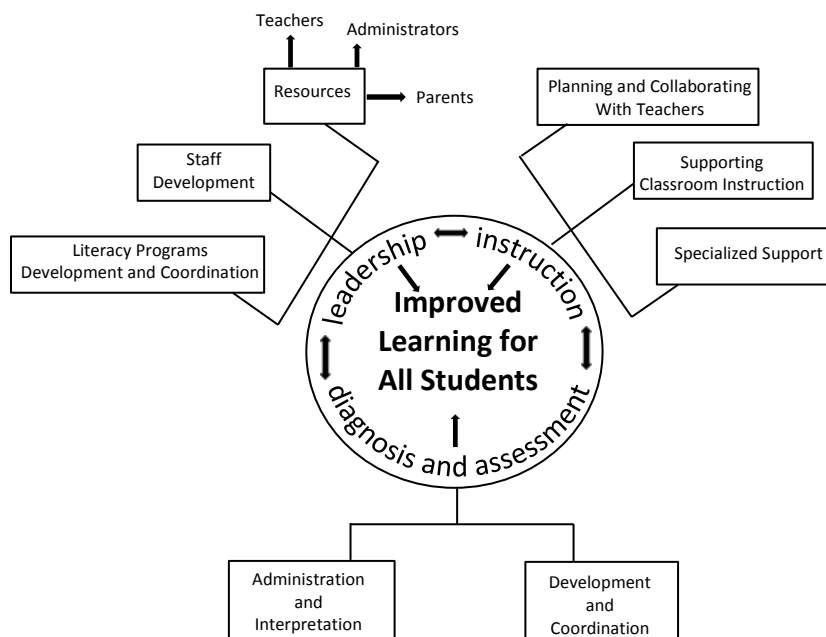 Teachers
Administrators
Resources
Parents
Planning and Collaborating
With Teachers
Staff
Development
Supporting
Classroom Instruction
Literacy Programs
Development and Coordination
Specialized Support
leadership
instruction
Improved
Learning for
All Students
diagnosis and assessment
Administration
and
Interpretation
Development
and
Coordination